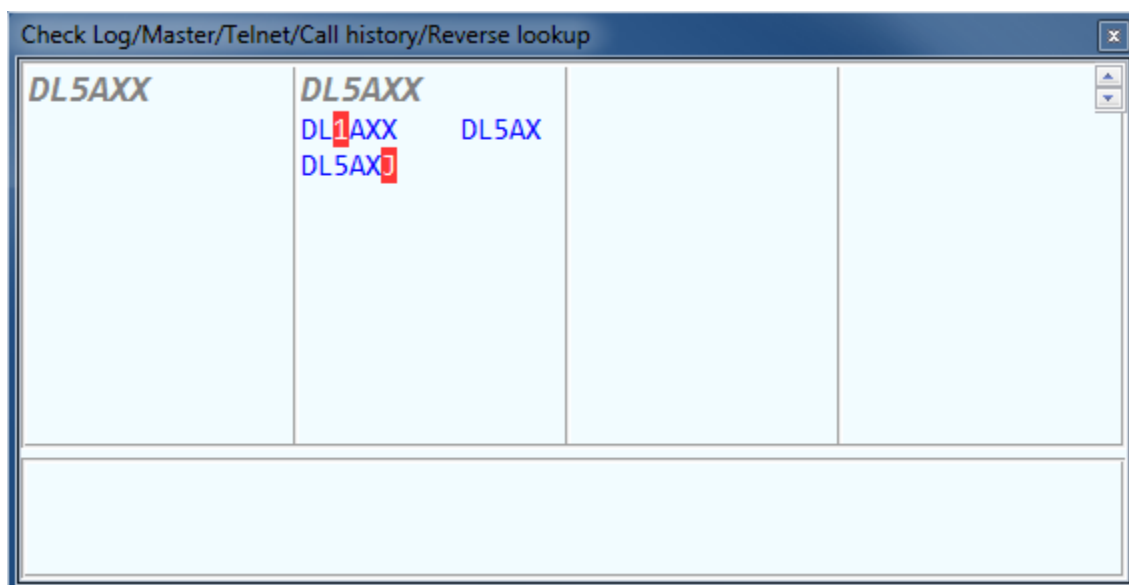 Check Log/Master/Telnet/Call history/Reverse lookup
DL5AXX DL5AXX
DL1AXX DL5AX
DL5AXJ